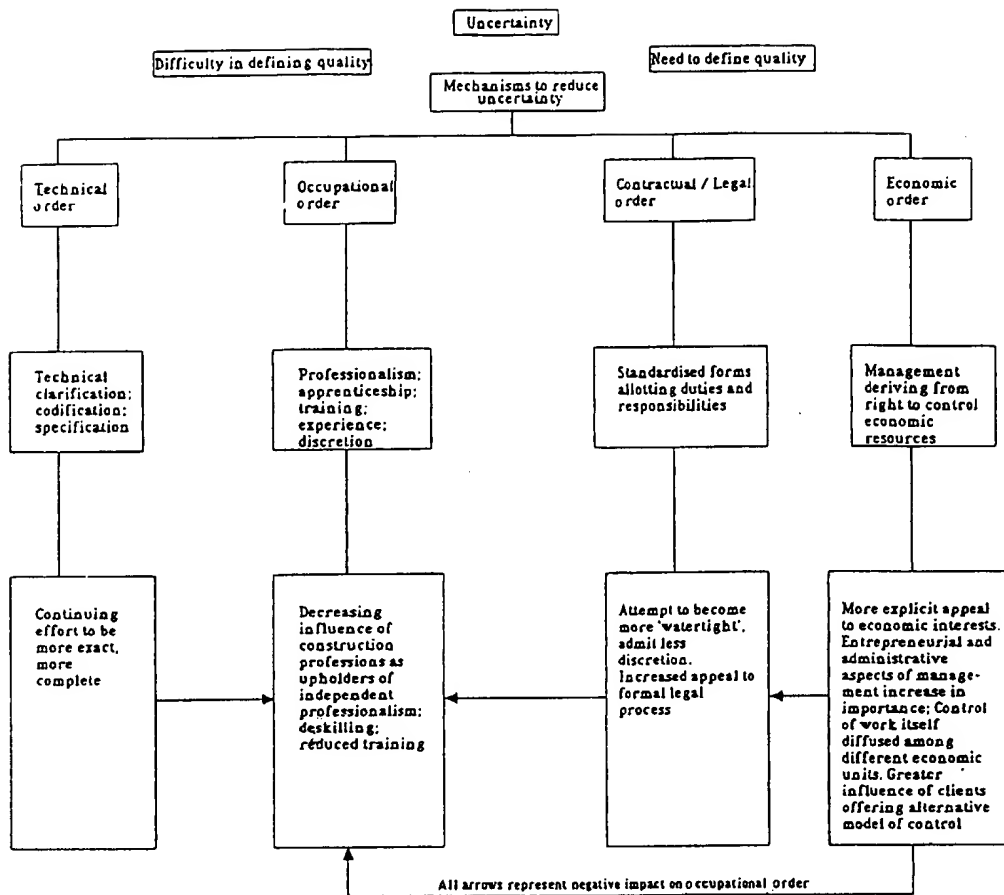 Uncertainty
Difficulty in defining quality
Need to define quality
Mechanisms to reduce
uncertainty
Technical
order
Occupational
order
Contractual / Legal
order
Economic
order
Technical
clarification;
codification;
specification
Professionalism;
apprenticeship;
training;
experience;
discretion
Standardised forms
allotting duties and
responsibilities
Management
deriving from
right to control
economic
resources
Continuing
effort to be
more exact,
more
complete
Decreasing
influence of
construction
professions as
upholders of
independent
professionalism;
deskilling;
reduced training
Attempt to become
more 'watertight',
admit less
discretion.
Increased appeal to
formal legal
process
More explicit appeal
to economic interests.
Entrepreneurial and
administrative
aspects of manage-
ment increase in
importance; Control
of work itself
diffused among
different economic
units. Greater
influence of clients
offering alternative
model of control
All arrows represent negative impact on occupational order